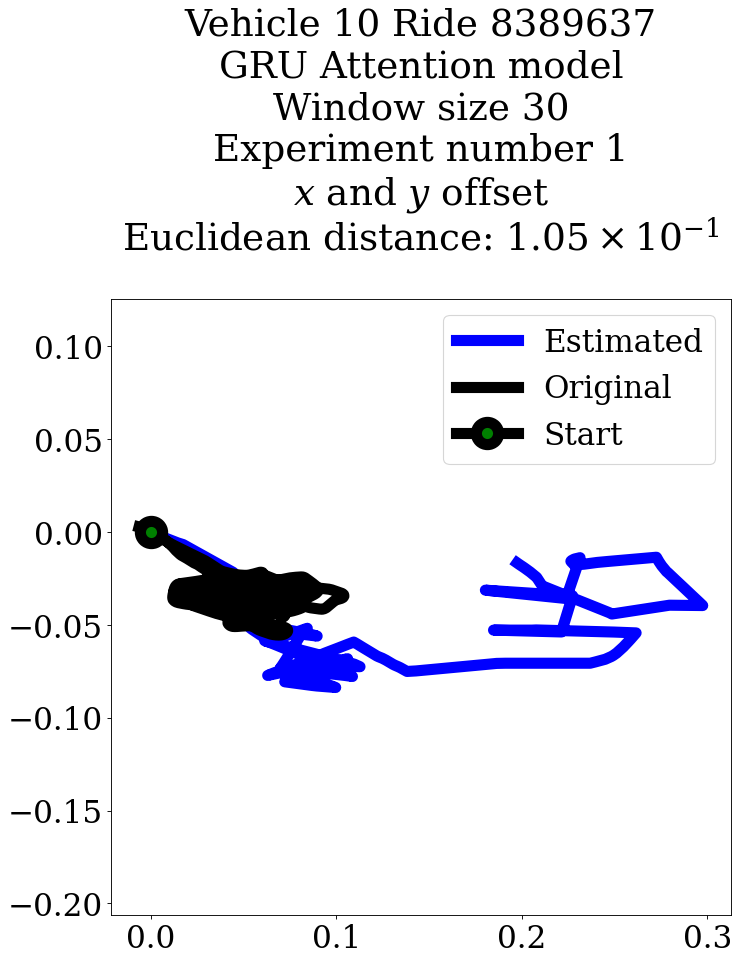 Vehicle 10 Ride 8389637
GRU Attention model
Window size 30
Experiment number 1
x and y offset
Euclidean distance: 1.05 × 10⁻¹
Estimated
Original
Start
0.10
0.05
0.00
−0.05
−0.10
−0.15
−0.20
0.0 0.1 0.2 0.3